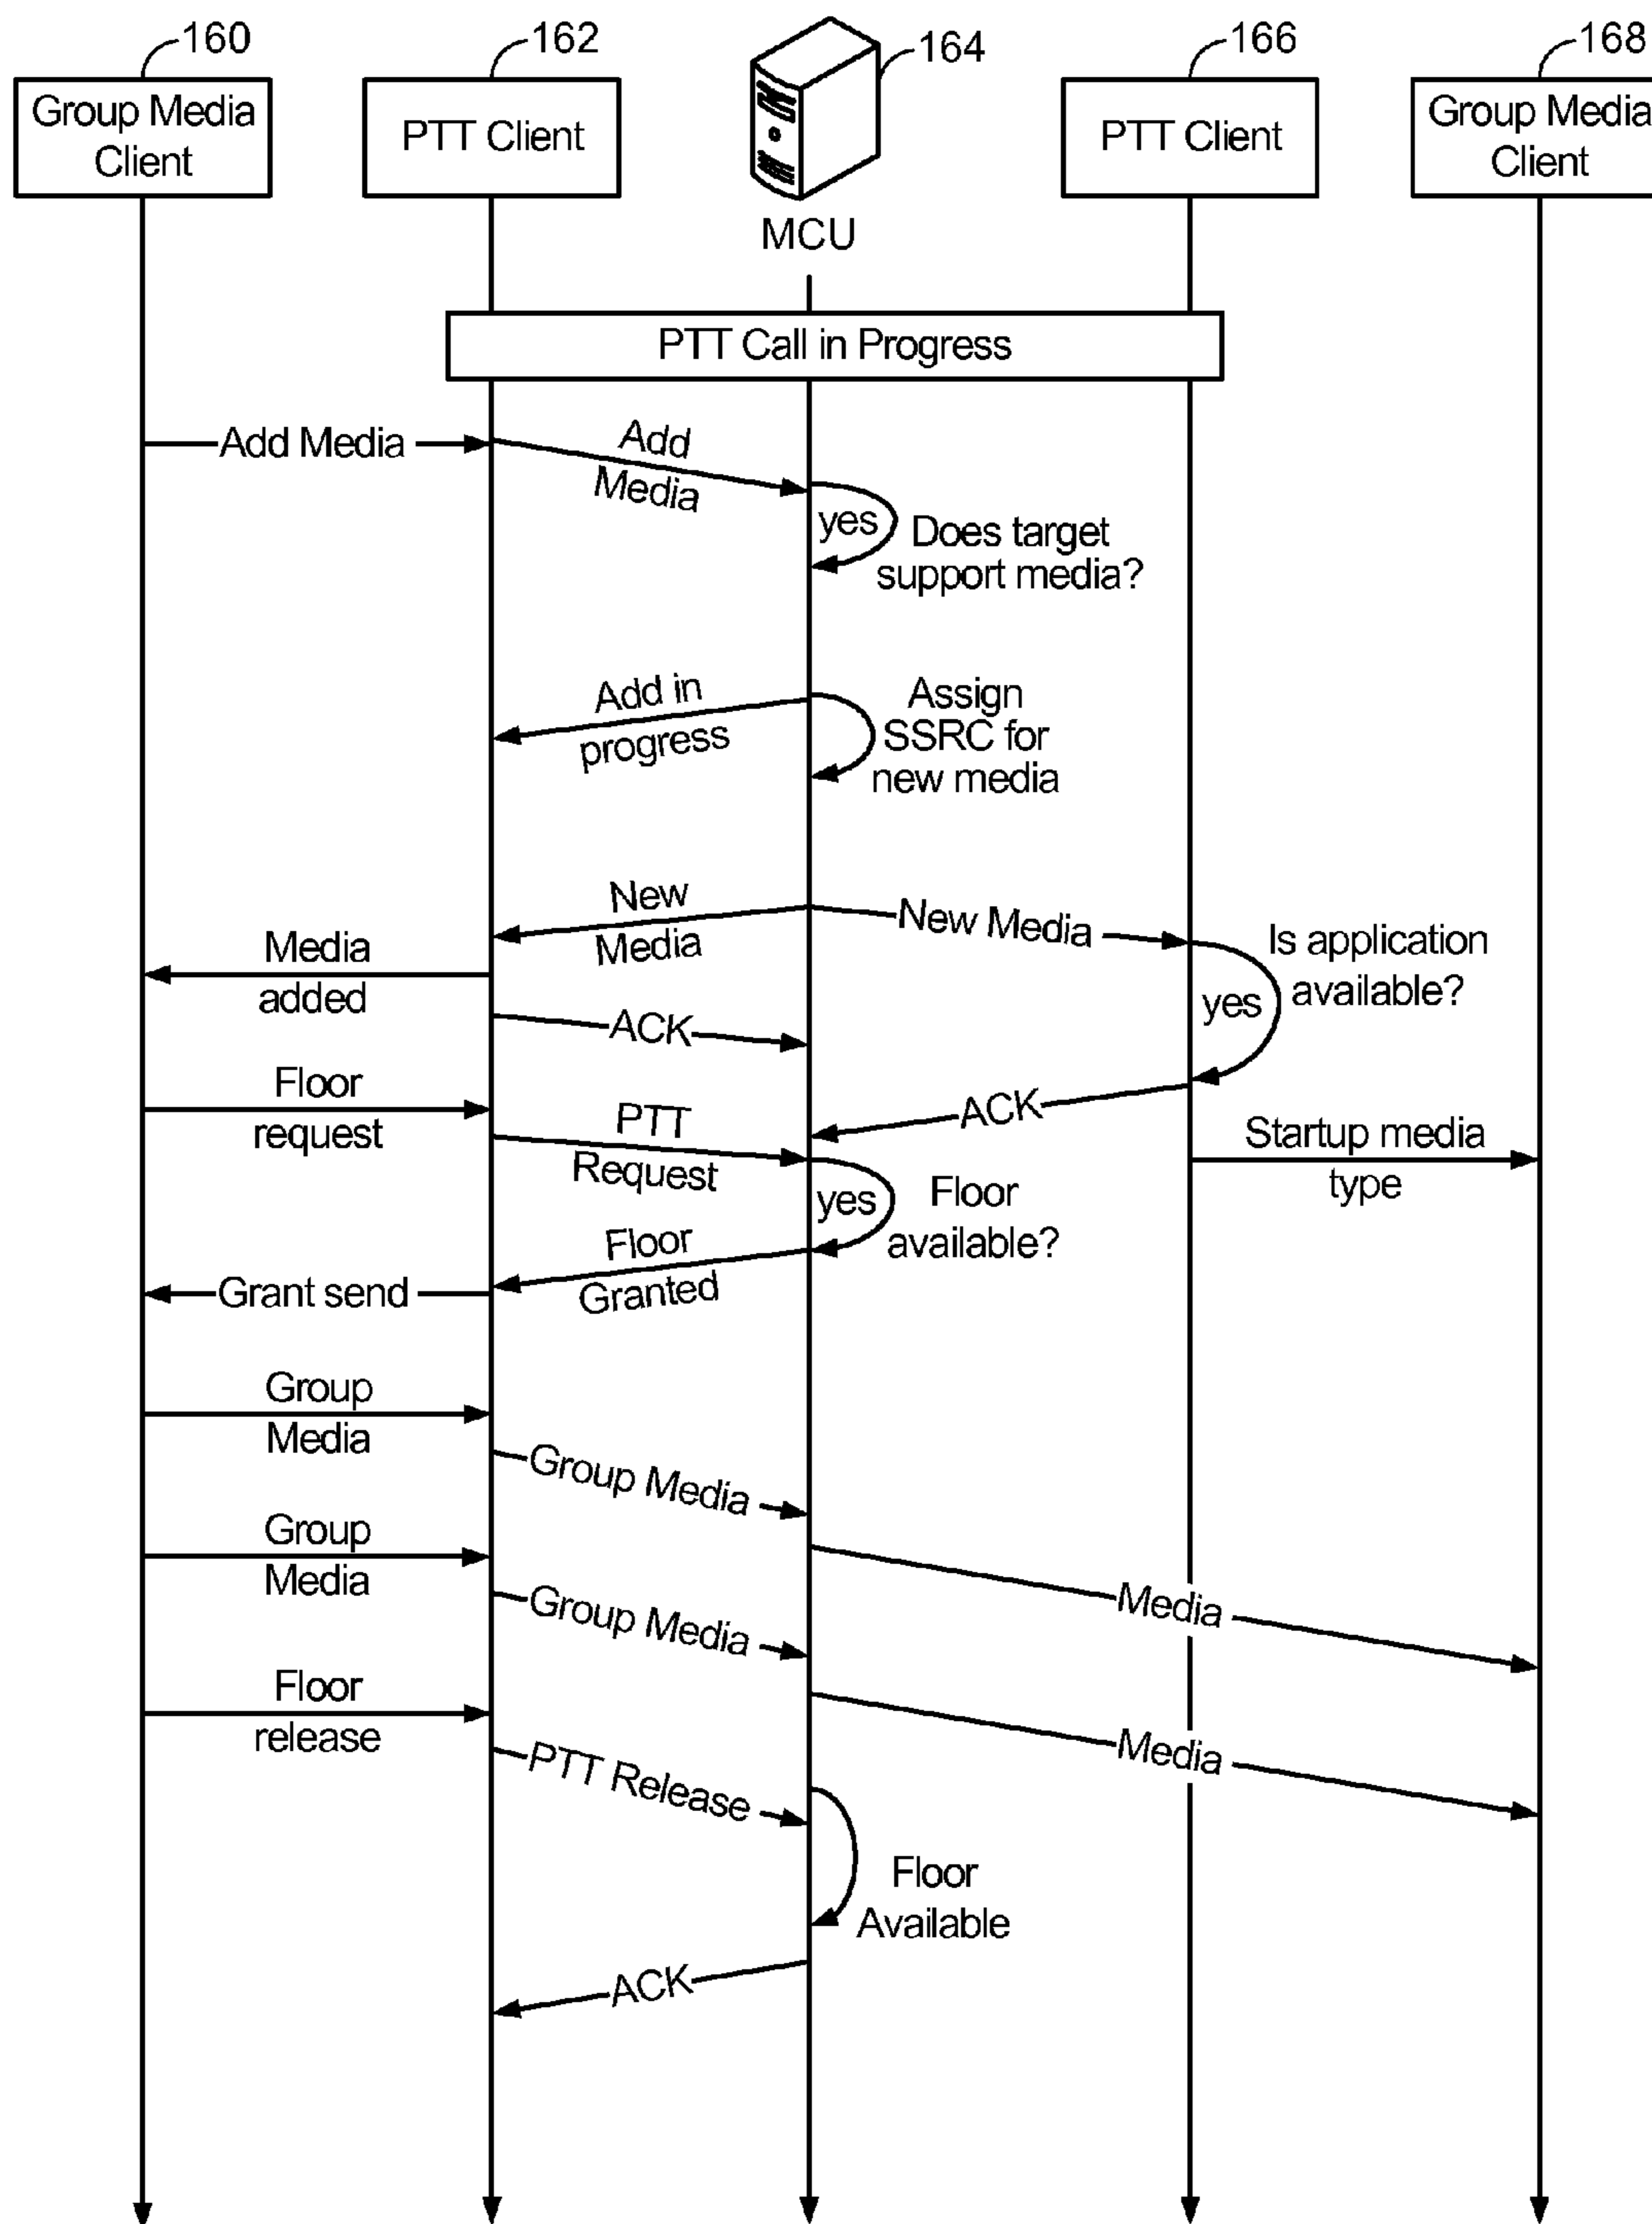 160
162
164
166
168
Group Media
Client
PTT Client
MCU
PTT Client
Group Media
Client
PTT Call in Progress
Add Media
Add
Media
yes
Does target
support media?
Add in
progress
Assign
SSRC for
new media
New
Media
New Media
Is application
available?
yes
Media
added
ACK
Floor
request
ACK
PTT
Request
Startup media
type
yes
Floor
available?
Floor
Granted
Grant send
Group
Media
Group Media
Group
Media
Group Media
Media
Floor
release
PTT Release
Media
Floor
Available
ACK